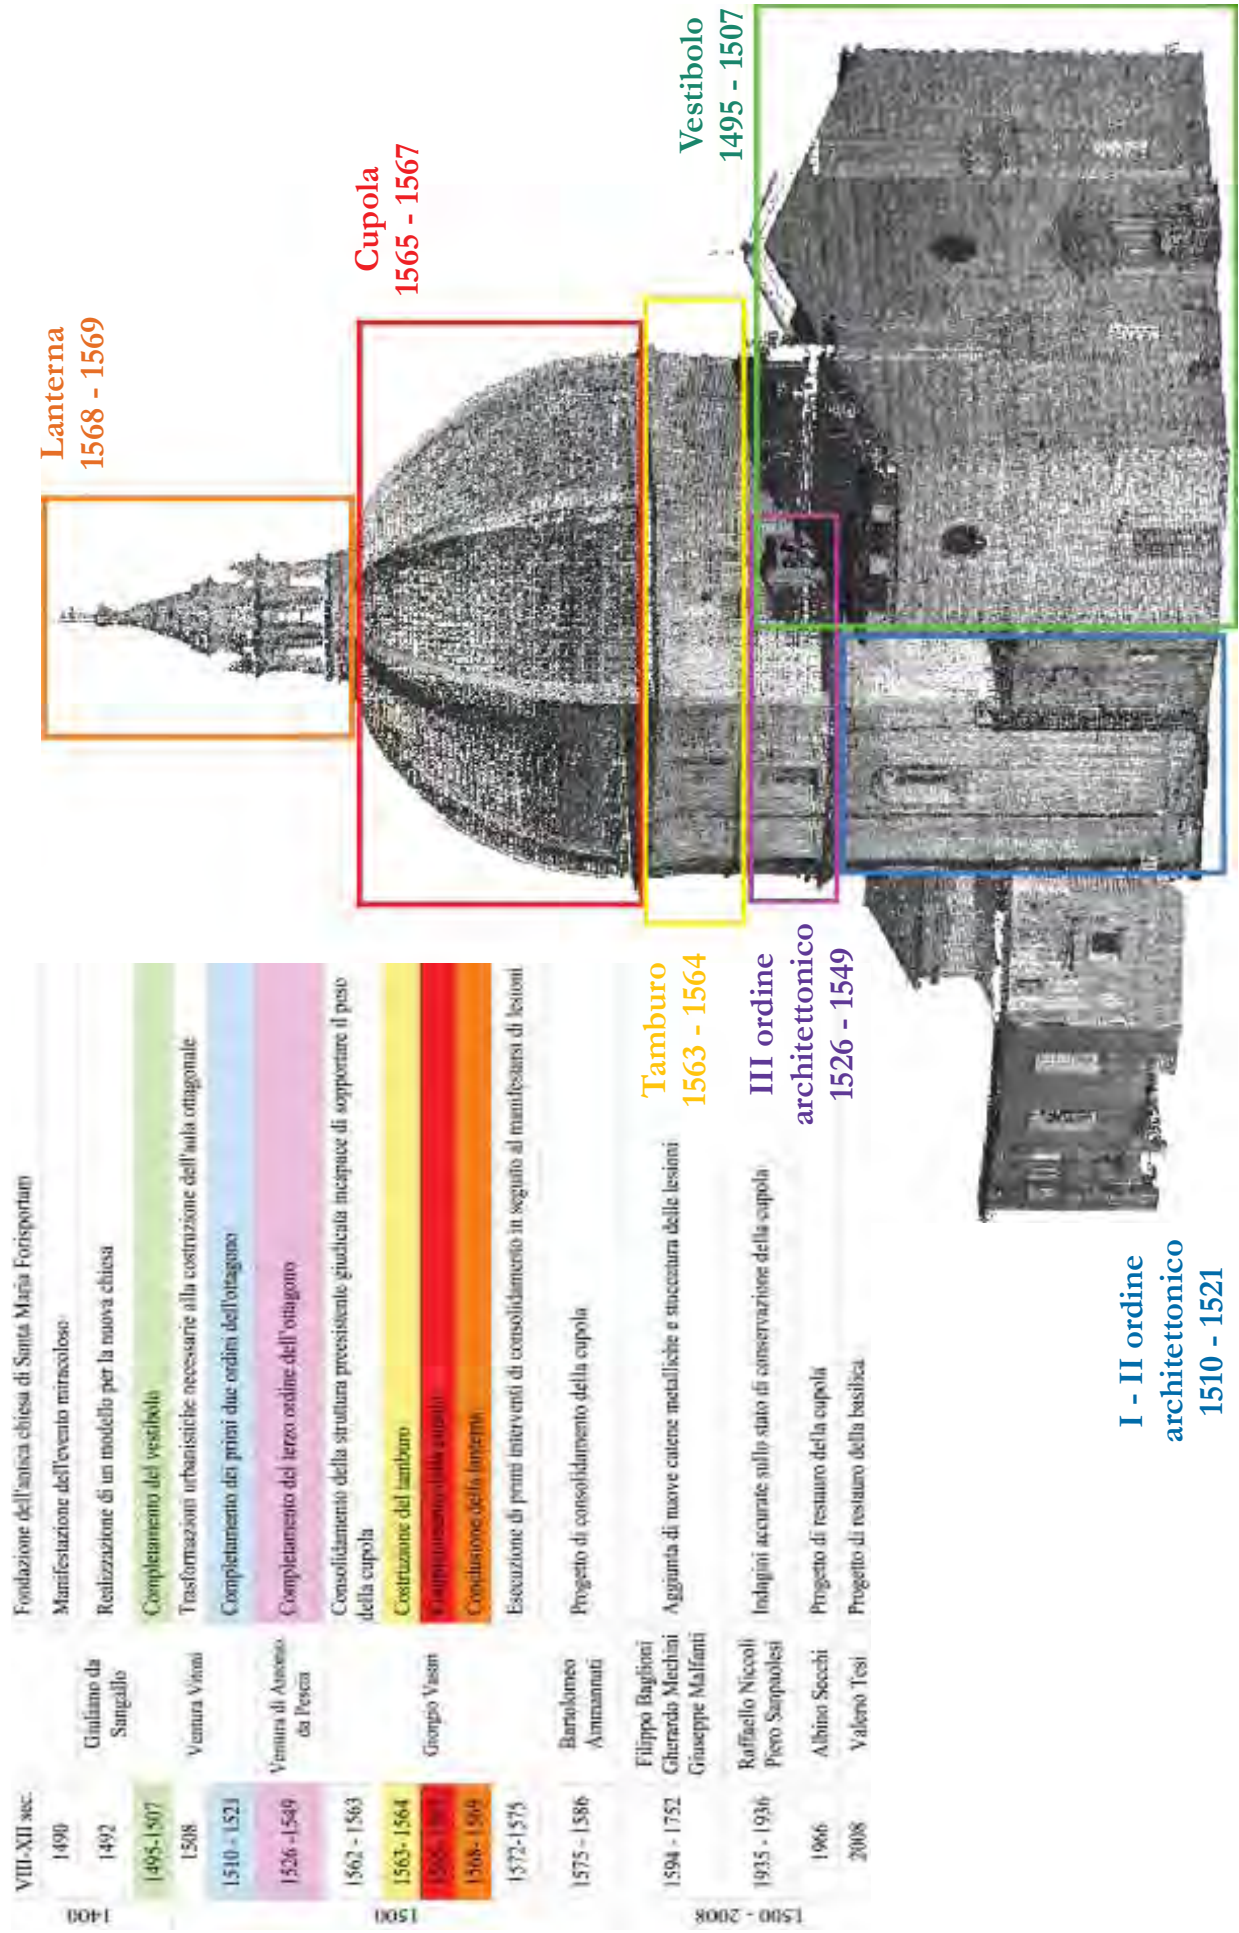 1400
VIII-XII sec.
Fondazione dell'antica chiesa di Santa Maria Forisportam
1490
Manifestazione dell'evento miracoloso
1492
Giuliano da
Sangallo
Realizzazione di un modello per la nuova chiesa
1495-1507
Completamento del vestibolo
1500
1508
Ventura Vitoni
Trasformazioni urbanistiche necessarie alla costruzione dell'aula ottagonale
1510 - 1521
Completamento dei primi due ordini dell'ottagono
1526 -1549
Ventura di Antonio
da Pescia
Completamento del terzo ordine dell'ottagono
1562 - 1563
Consolidamento della struttura preesistente giudicata incapace di sopportare il peso
della cupola
1563- 1564
Costruzione del tamburo
Giorgio Vasari
1565- 1567
Completamento della cupola
1568- 1569
Conclusione della lanterna
1572-1575
Esecuzione di primi interventi di consolidamento in seguito al manifestarsi di lesioni
1500 - 2008
1575 - 1586
Bartolomeo
Ammannati
Progetto di consolidamento della cupola
1594 - 1752
Filippo Baglioni
Gherardo Mechini
Giuseppe Malfanti
Aggiunta di nuove catene metalliche e stuccatura delle lesioni
1935 - 1936
Raffaello Niccoli
Piero Sanpaolesi
Indagini accurate sullo stato di conservazione della cupola
1966
Albino Secchi
Progeto di restauro della cupola
2008
Valerio Tesi
Progetto di restauro della basilica
Lanterna
1568 - 1569
Cupola
1565 - 1567
Vestibolo
1495 - 1507
Tamburo
1563 - 1564
III ordine
architettonico
1526 - 1549
I - II ordine
architettonico
1510 - 1521